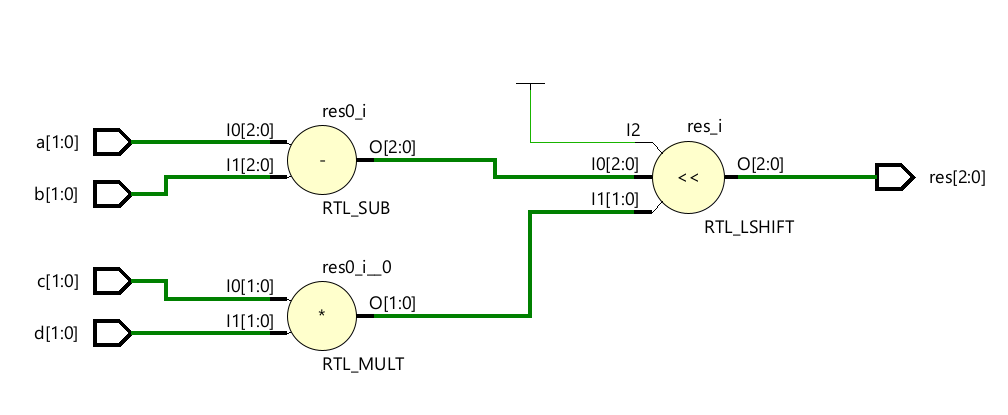 res0_i
a[1:0]
I0[2:0]
-
O[2:0]
b[1:0]
I1[2:0]
RTL_SUB
I2
res_i
I0[2:0]
<<
O[2:0]
res[2:0]
I1[1:0]
RTL_LSHIFT
res0_i__0
c[1:0]
I0[1:0]
*
O[1:0]
d[1:0]
I1[1:0]
RTL_MULT